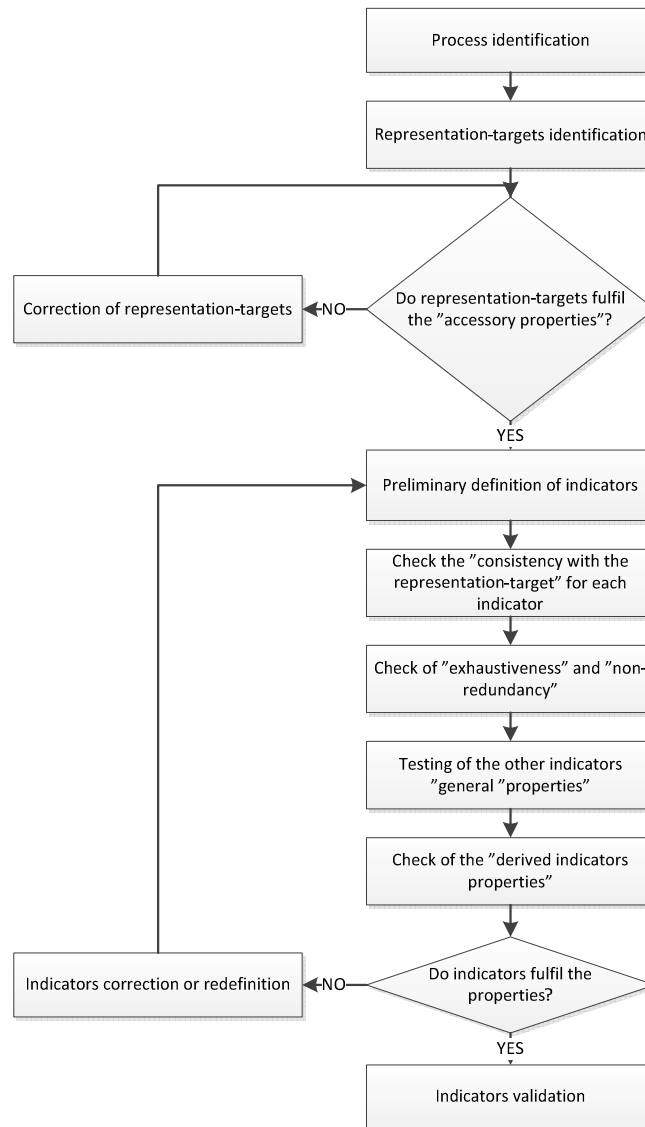 Process identification
Representation-targets identification
Do representation-targets fulfil
the ”accessory properties”?
NO
Correction of representation-targets
YES
Preliminary definition of indicators
Check the ”consistency with the
representation-target” for each
indicator
Check of ”exhaustiveness” and ”non-
redundancy”
Testing of the other indicators
”general ”properties”
Check of the ”derived indicators
properties”
Do indicators fulfil the
properties?
NO
Indicators correction or redefinition
YES
Indicators validation